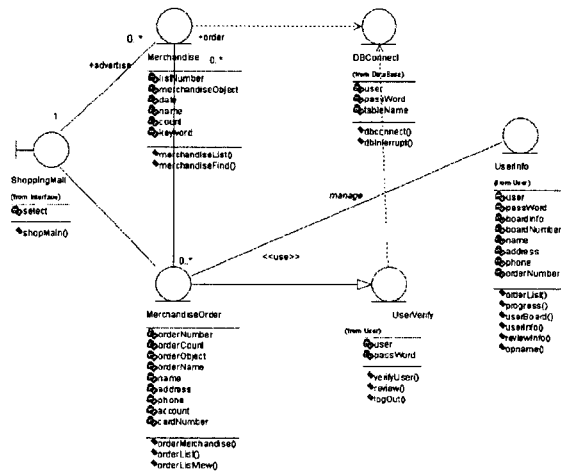 0..*
+order
Merchandise
0..*
listNumber
merchandiseObject
date
name
count
keyword
merchandiseList()
merchandiseFind()
+advertise
1
DBConnect
(from DataBase)
user
passWord
tableName
dbconnect()
dbInterrupt()
ShoppingMall
(from Interface)
select
shopMain()
UserInfo
(from User)
user
passWord
boardInfo
boardNumber
name
address
phone
orderNumber
orderList()
progress()
userBoard()
userInfo()
reviewInfo()
opname()
manage
0..*
<<use>>
MerchandiseOrder
orderNumber
orderCount
orderObject
orderName
name
address
phone
account
cardNumber
orderMerchandise()
orderList()
orderListView()
UserVerify
(from User)
user
passWord
verifyUser()
review()
logOut()